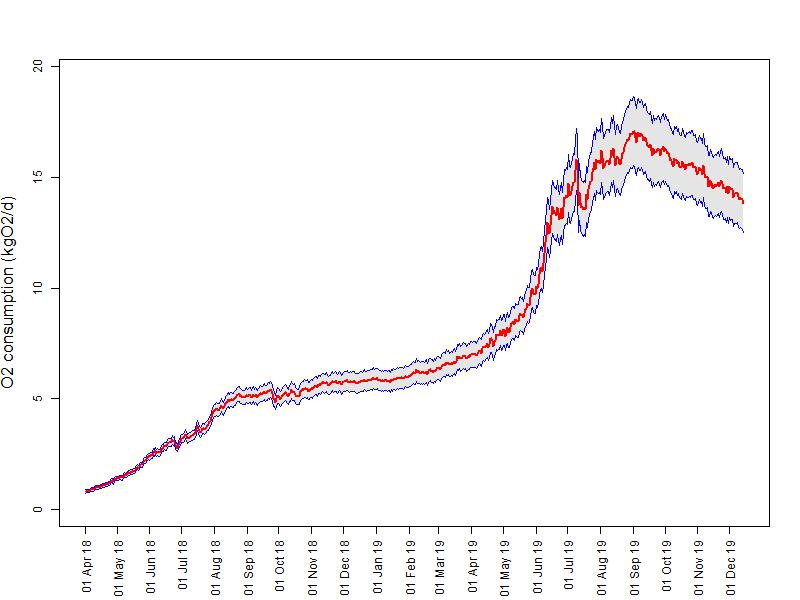 O2 consumption (kgO2/d)
20
15
10
5
0
01 Apr 18
01 May 18
01 Jun 18
01 Jul 18
01 Aug 18
01 Sep 18
01 Oct 18
01 Nov 18
01 Dec 18
01 Jan 19
01 Feb 19
01 Mar 19
01 Apr 19
01 May 19
01 Jun 19
01 Jul 19
01 Aug 19
01 Sep 19
01 Oct 19
01 Nov 19
01 Dec 19